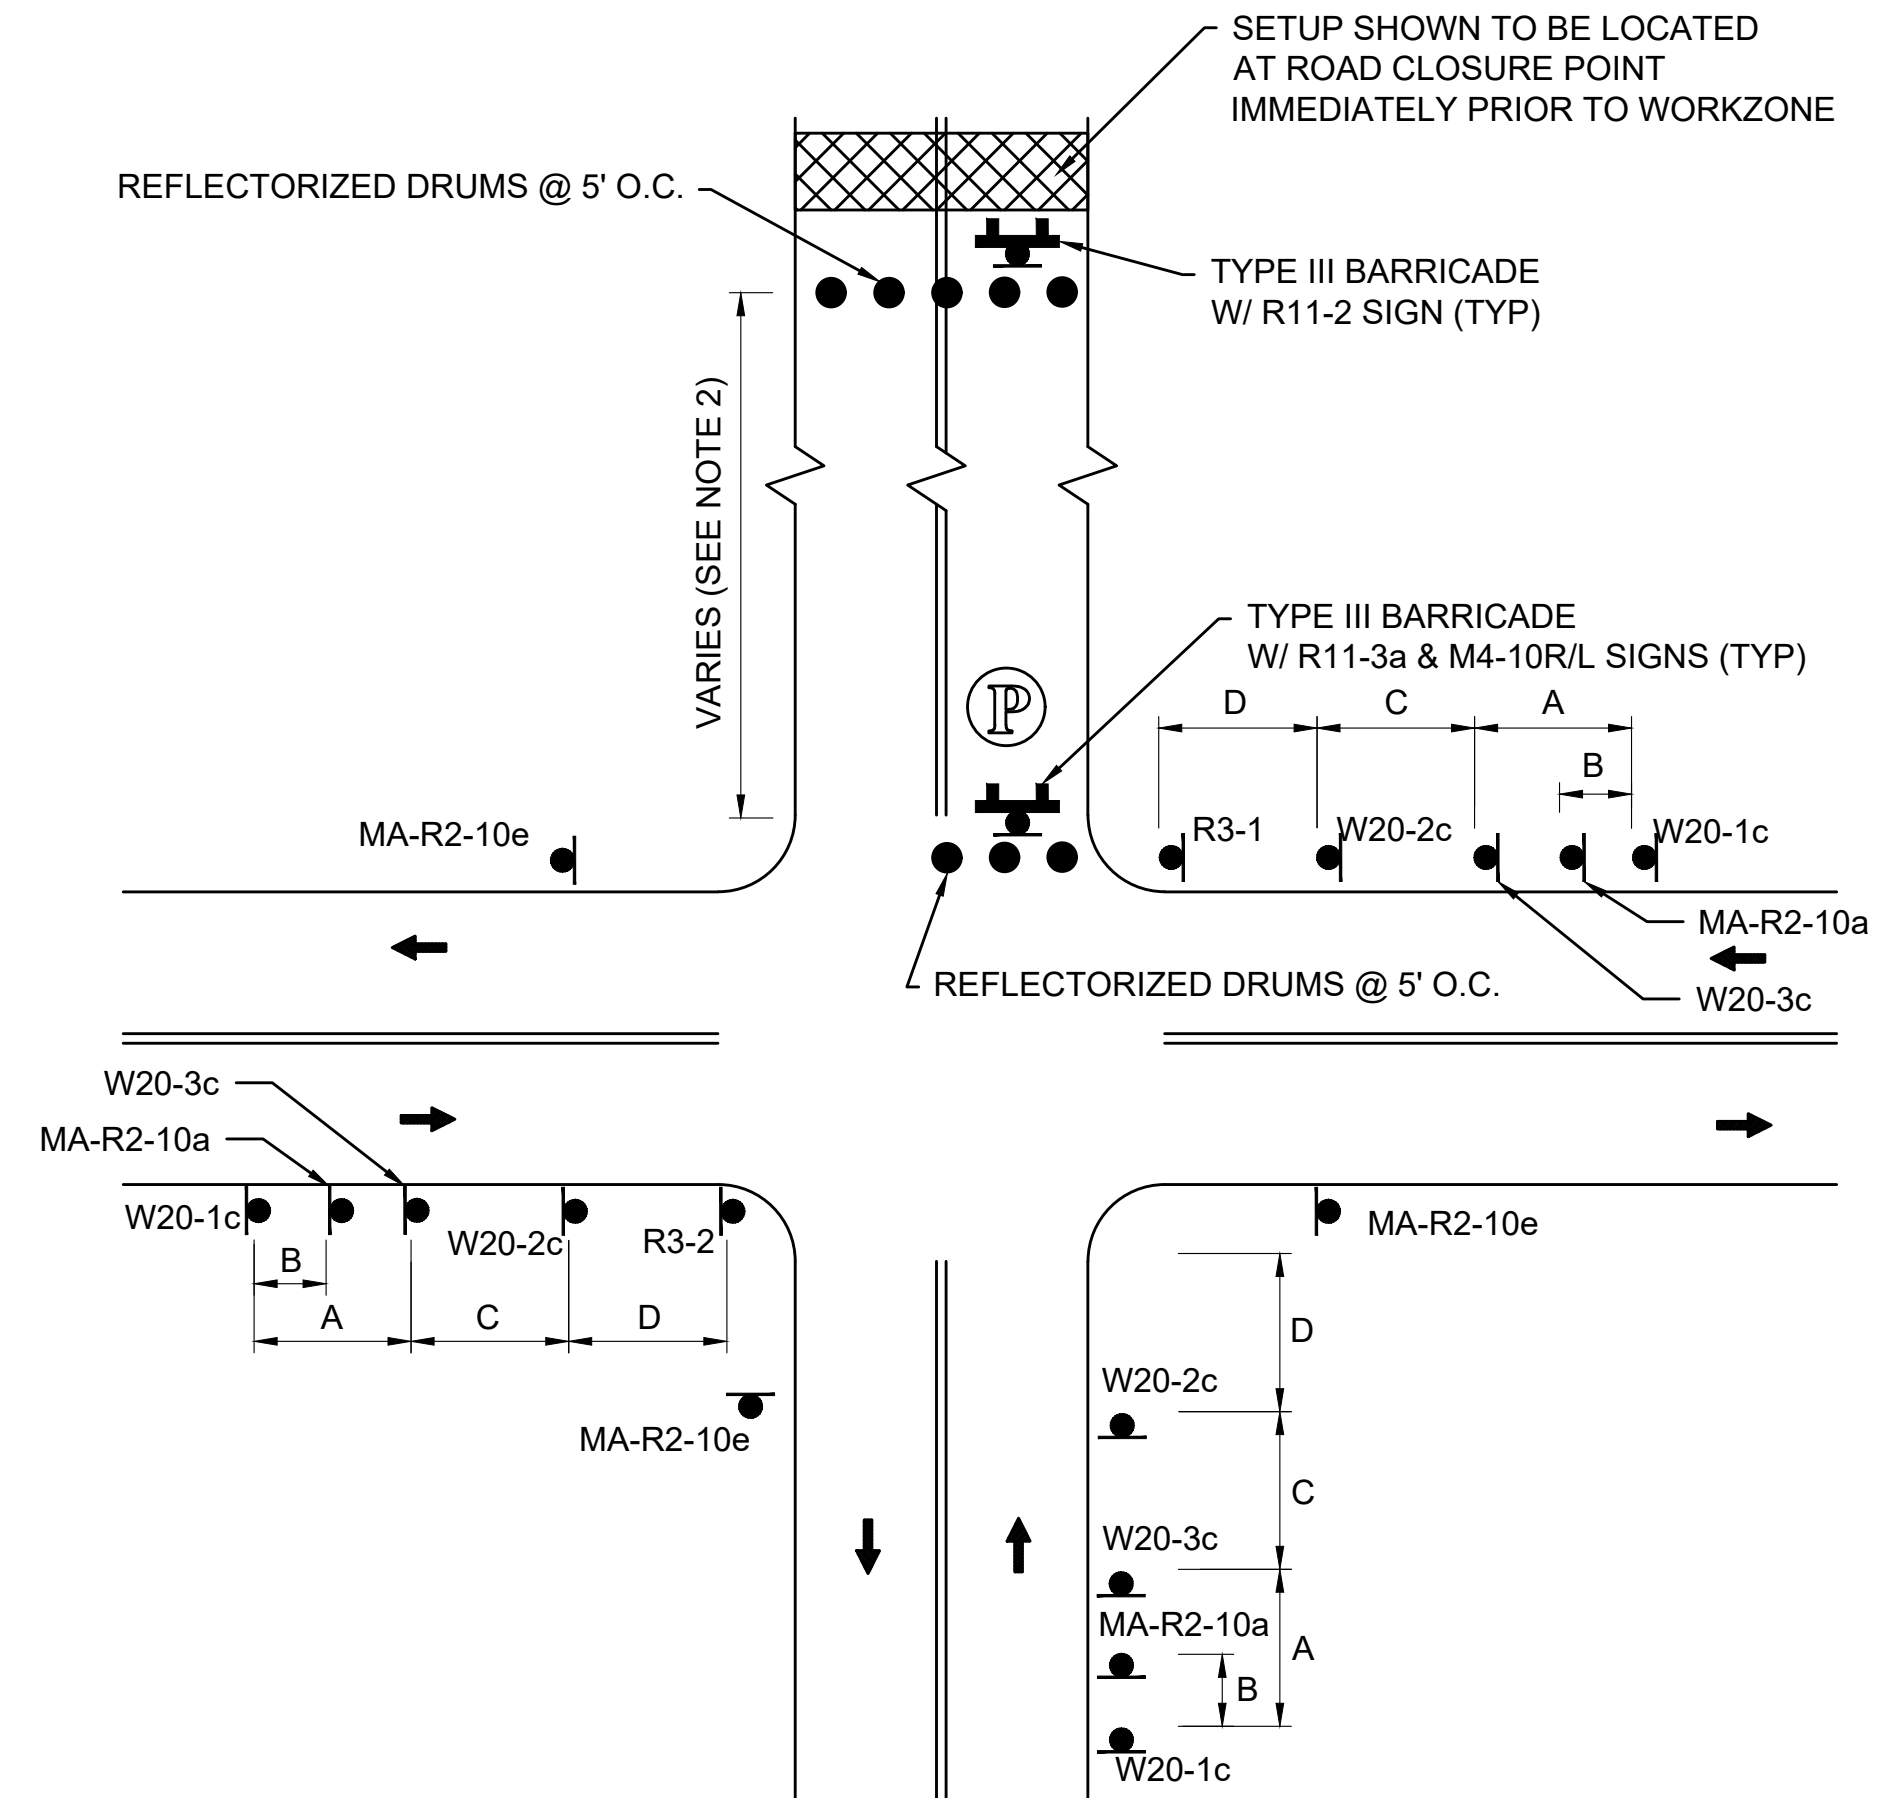 SETUP SHOWN TO BE LOCATED
AT ROAD CLOSURE POINT
IMMEDIATELY PRIOR TO WORKZONE
REFLECTORIZED DRUMS @ 5' O.C.
TYPE III BARRICADE
W/ R11-2 SIGN (TYP)
VARIES (SEE NOTE 2)
TYPE III BARRICADE
W/ R11-3a & M4-10R/L SIGNS (TYP)
P
D
C
A
B
MA-R2-10e
R3-1
W20-2c
W20-1c
MA-R2-10a
W20-3c
REFLECTORIZED DRUMS @ 5' O.C.
W20-3c
MA-R2-10a
W20-1c
W20-2c
R3-2
B
A
C
D
MA-R2-10e
MA-R2-10e
D
W20-2c
C
W20-3c
MA-R2-10a
A
B
W20-1c